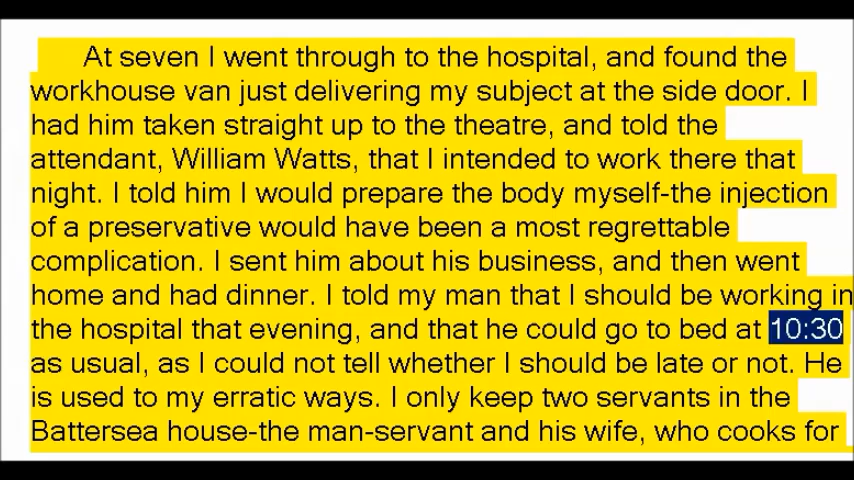 At seven I went through to the hospital, and found the
workhouse van just delivering my subject at the side door. I
had him taken straight up to the theatre, and told the
attendant, William Watts, that I intended to work there that
night. I told him I would prepare the body myself-the injection
of a preservative would have been a most regrettable
complication. I sent him about his business, and then went
home and had dinner. I told my man that I should be working in
the hospital that evening, and that he could go to bed at 10:30
as usual, as I could not tell whether I should be late or not. He
is used to my erratic ways. I only keep two servants in the
Battersea house-the man-servant and his wife, who cooks for